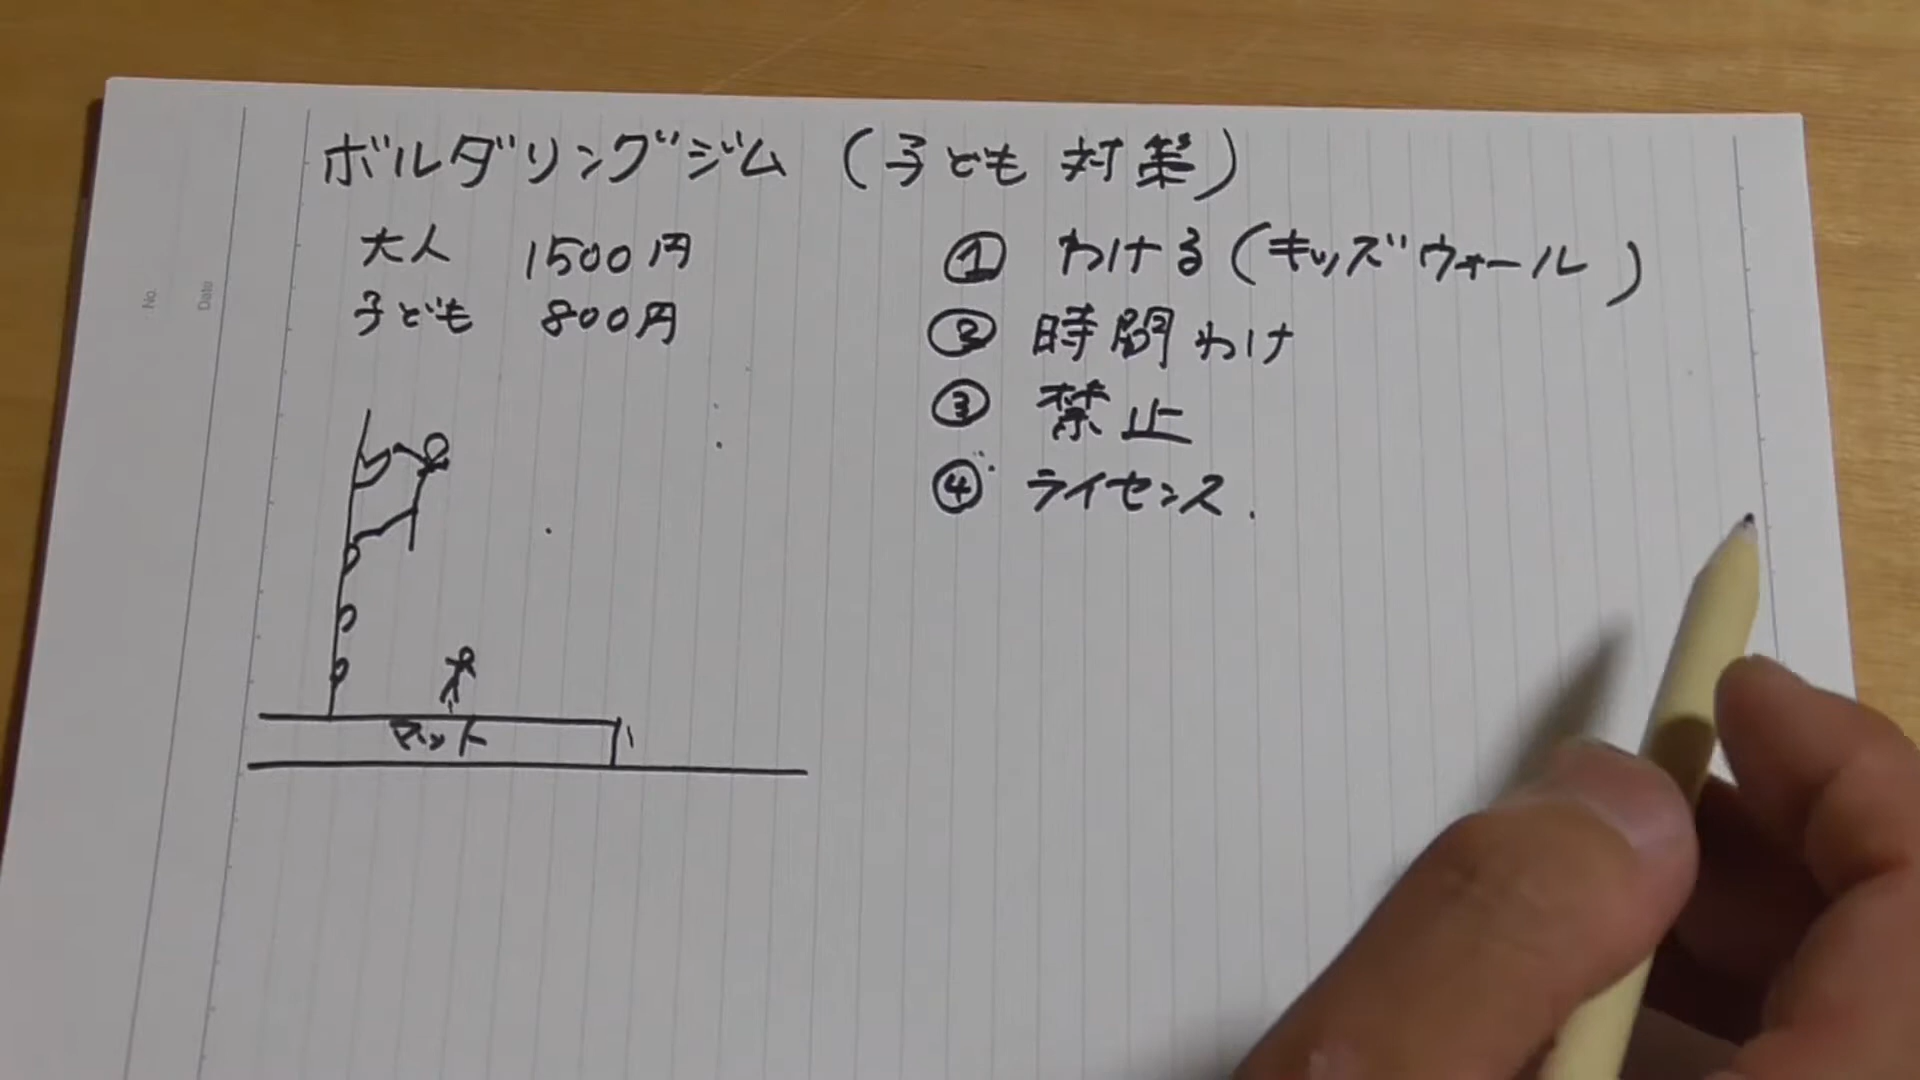 No.
Date
ボルダリングジム（子ども対策）
大人 1500円
子ども 800円
① わける（キッズウォール）
② 時間わけ
③ 禁止
④ ライセンス.
マット